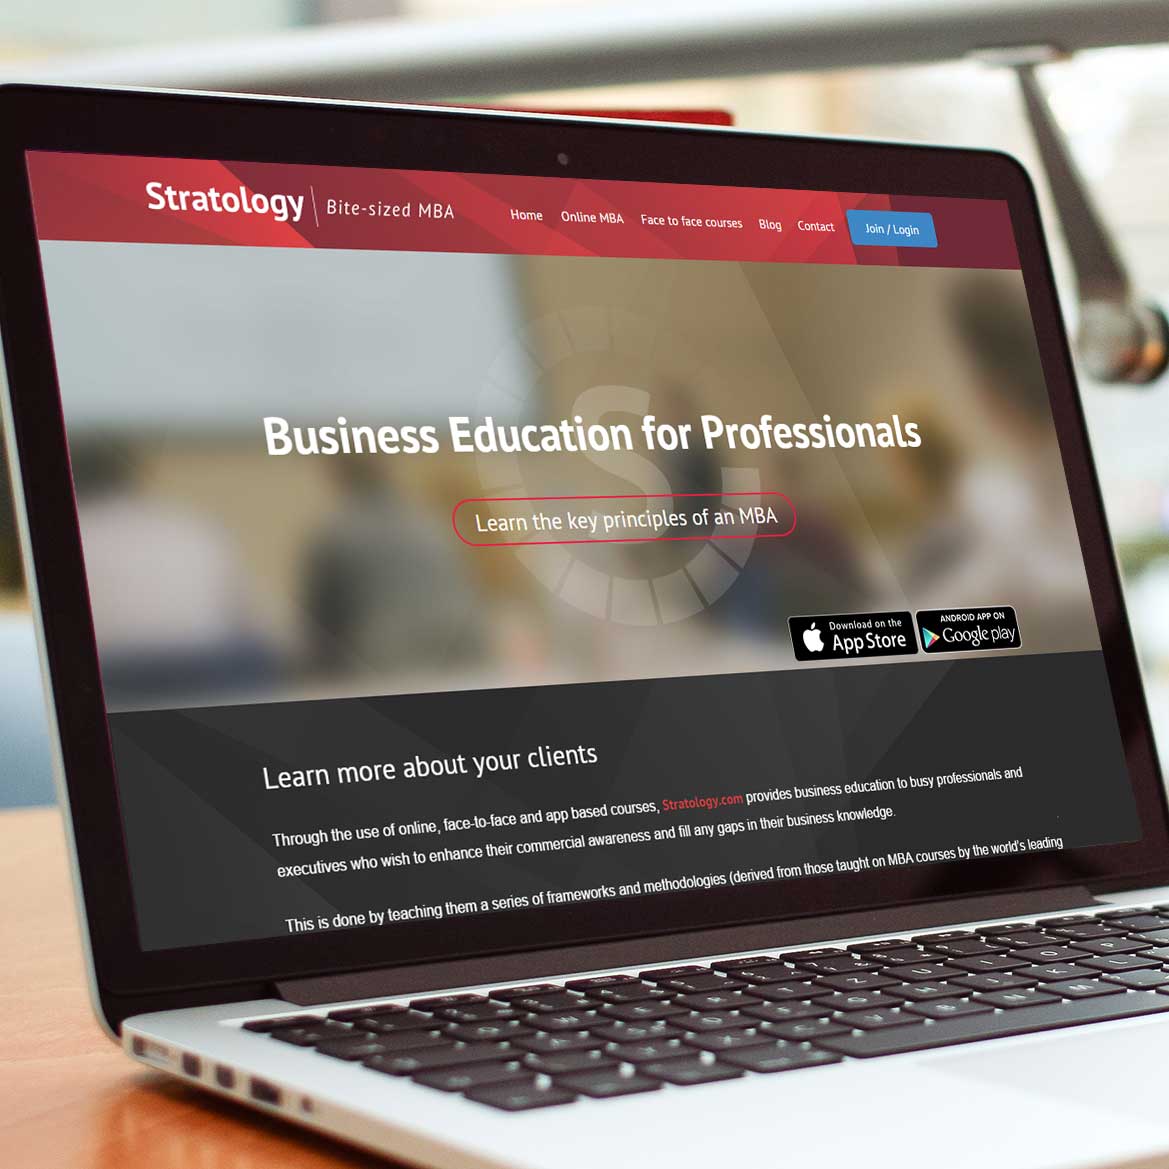 Stratology | Bite-sized MBA
Home Online MBA Face to face courses Blog Contact Join / Login
S
Business Education for Professionals
Learn the key principles of an MBA
Download on the
App Store
ANDROID APP ON
Google play
Learn more about your clients
Through the use of online, face-to-face and app based courses, Stratology.com provides business education to busy professionals and
executives who wish to enhance their commercial awareness and fill any gaps in their business knowledge.
This is done by teaching them a series of frameworks and methodologies (derived from those taught on MBA courses by the world's leading